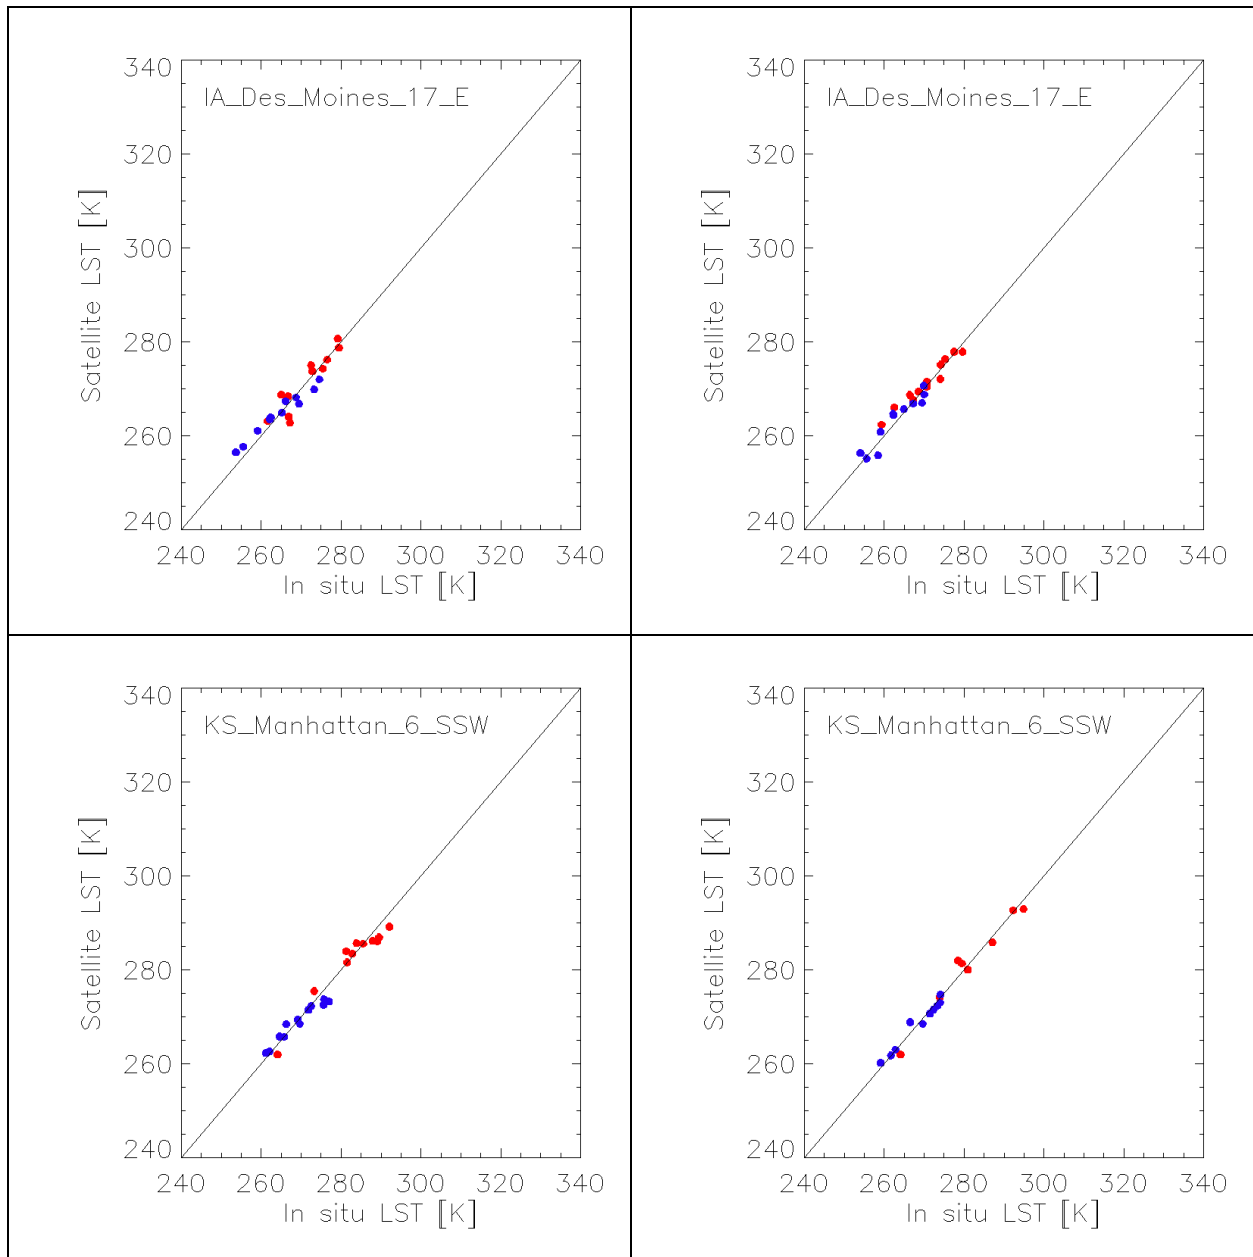 340
IA_Des_Moines_17_E
320
300
280
260
240
240 260 280 300 320 340
In situ LST [K]
Satellite LST [K]
340
IA_Des_Moines_17_E
320
300
280
260
240
240 260 280 300 320 340
In situ LST [K]
Satellite LST [K]
340
KS_Manhattan_6_SSW
320
300
280
260
240
240 260 280 300 320 340
In situ LST [K]
Satellite LST [K]
340
KS_Manhattan_6_SSW
320
300
280
260
240
240 260 280 300 320 340
In situ LST [K]
Satellite LST [K]